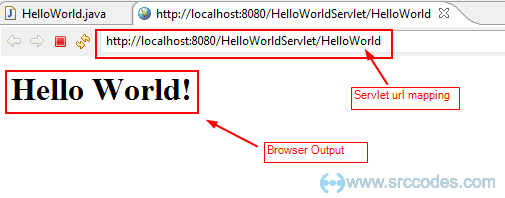 HelloWorld.java
http://localhost:8080/HelloWorldServlet/HelloWorld
http://localhost:8080/HelloWorldServlet/HelloWorld
Hello World!
Servlet url mapping
Browser Output
www.srccodes.com